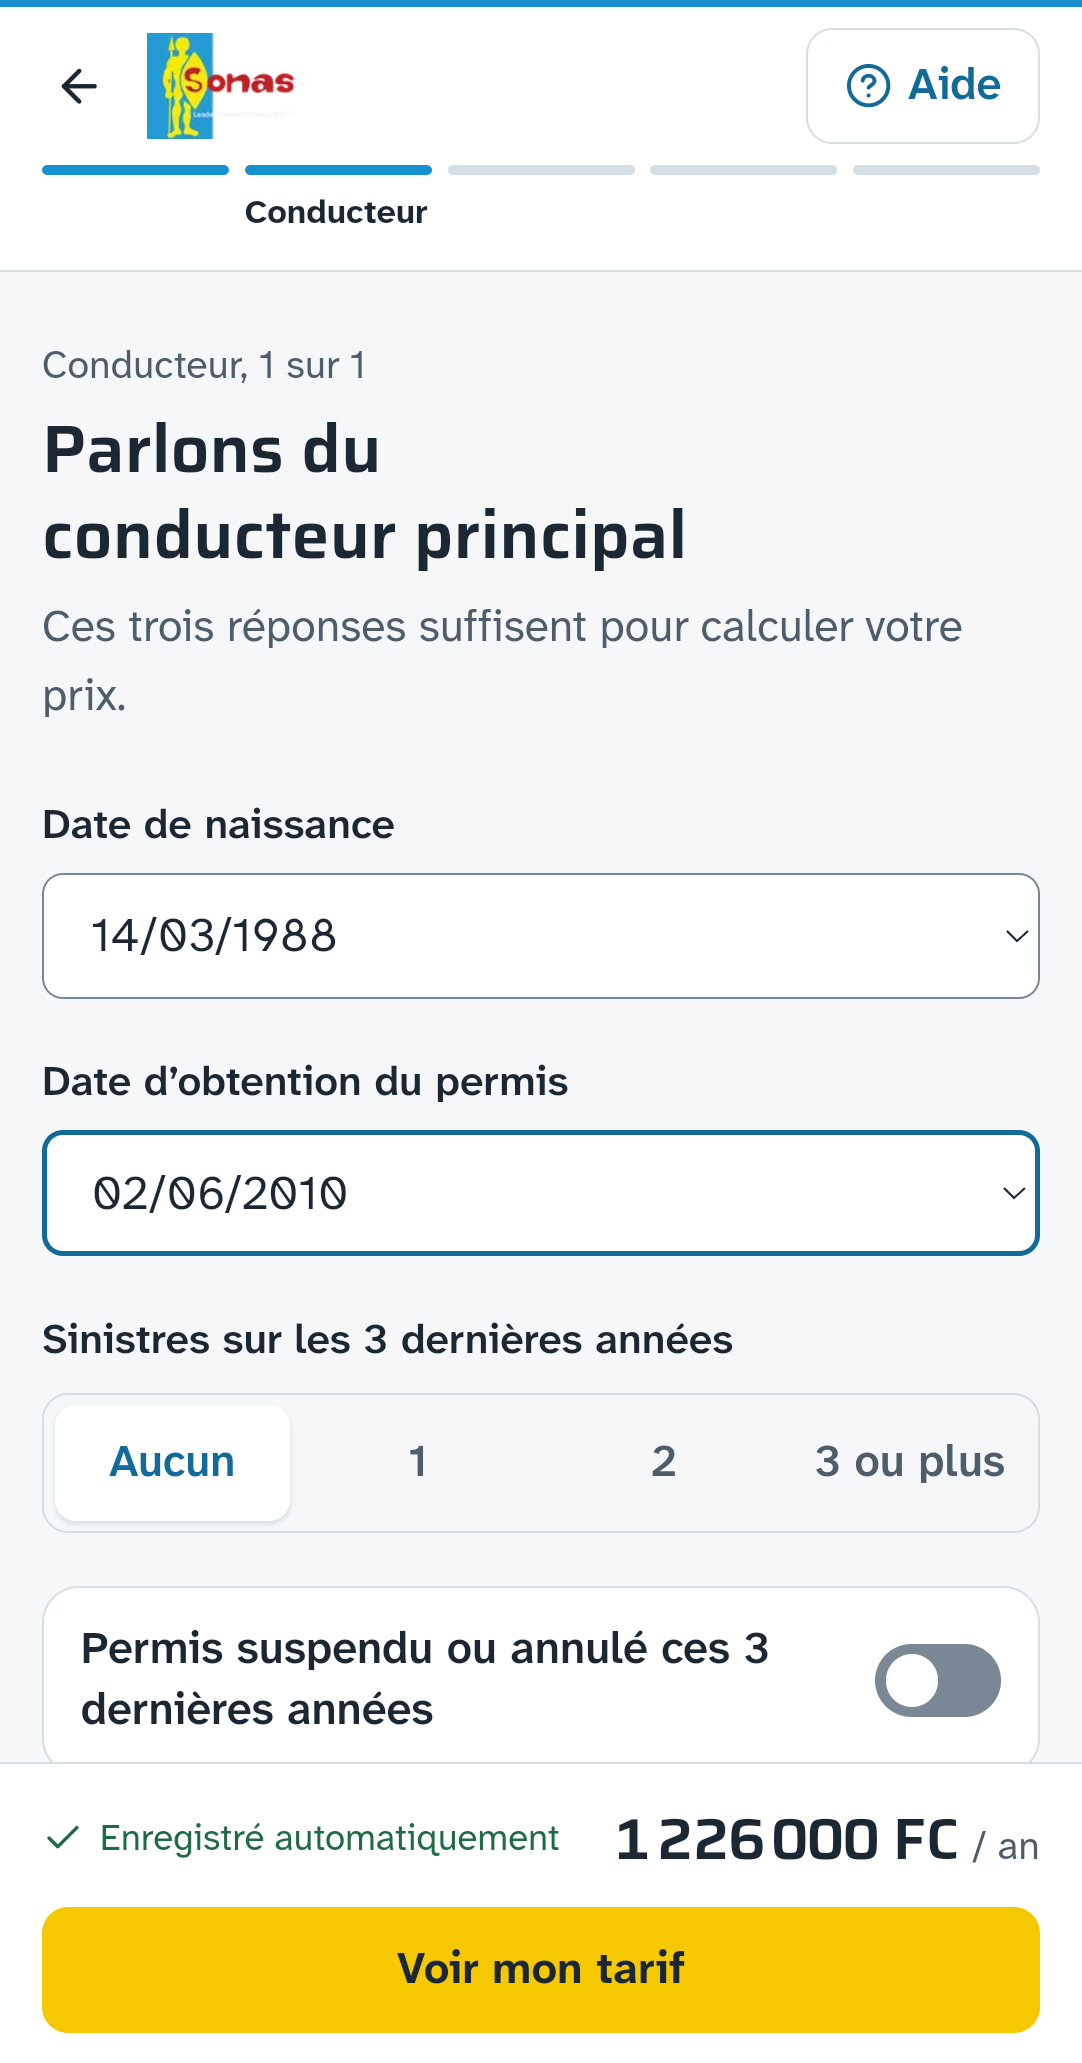 Sonas
Aide
Conducteur
Conducteur, 1 sur 1
Parlons du
conducteur principal
Ces trois réponses suffisent pour calculer votre
prix.
Date de naissance
14/03/1988
Date d’obtention du permis
02/06/2010
Sinistres sur les 3 dernières années
Aucun 1 2 3 ou plus
Permis suspendu ou annulé ces 3
dernières années
Enregistré automatiquement 1 226 000 FC / an
Voir mon tarif